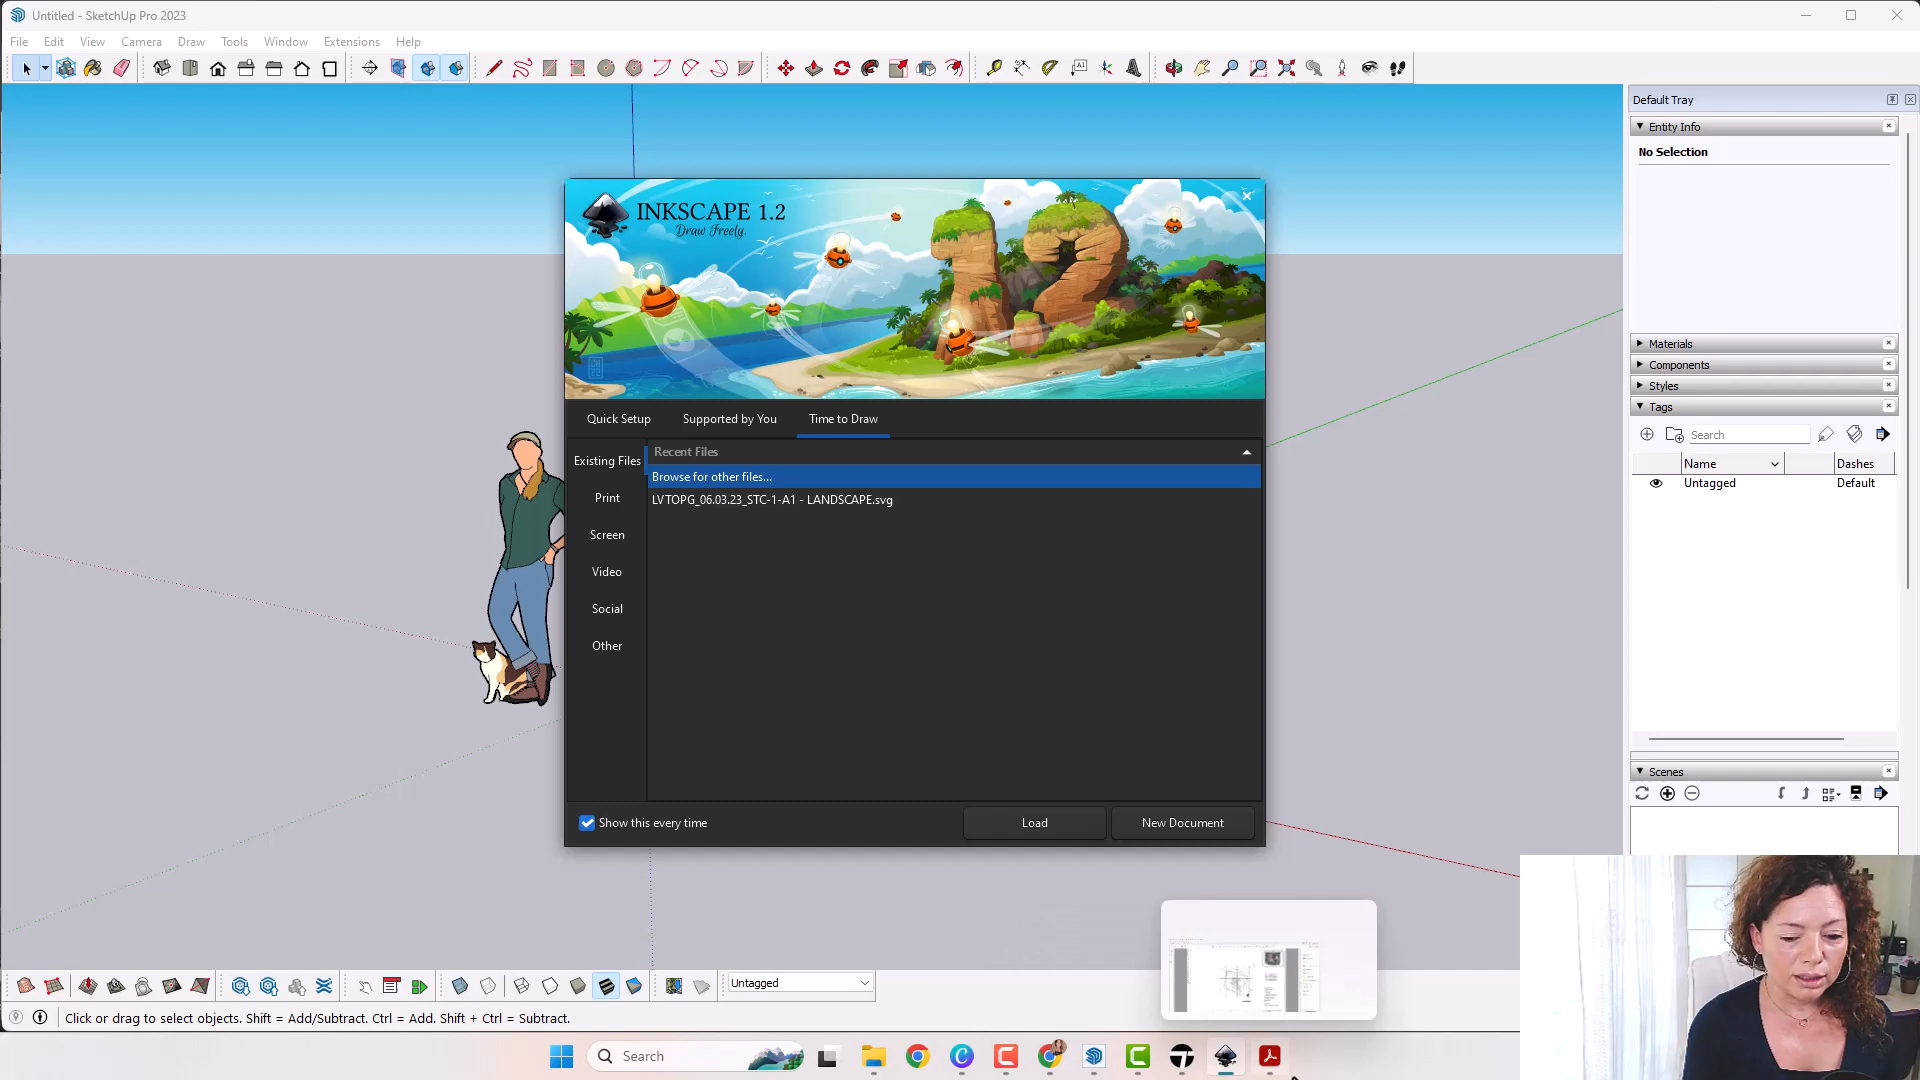 Untitled - SketchUp Pro 2023
File Edit View Camera Draw Tools Window Extensions Help
Default Tray
Entity Info
No Selection
INKSCAPE 1.2
Draw Freely.
Quick Setup Supported by You Time to Draw
Existing Files
Print
Screen
Video
Social
Other
Recent Files
Browse for other files...
LVTOPG_06.03.23_STC-1-A1 - LANDSCAPE.svg
Show this every time
Load
New Document
Materials
Components
Styles
Tags
Search
Name Dashes
Untagged Default
Scenes
Untagged
Click or drag to select objects. Shift = Add/Subtract. Ctrl = Add. Shift + Ctrl = Subtract.
Search